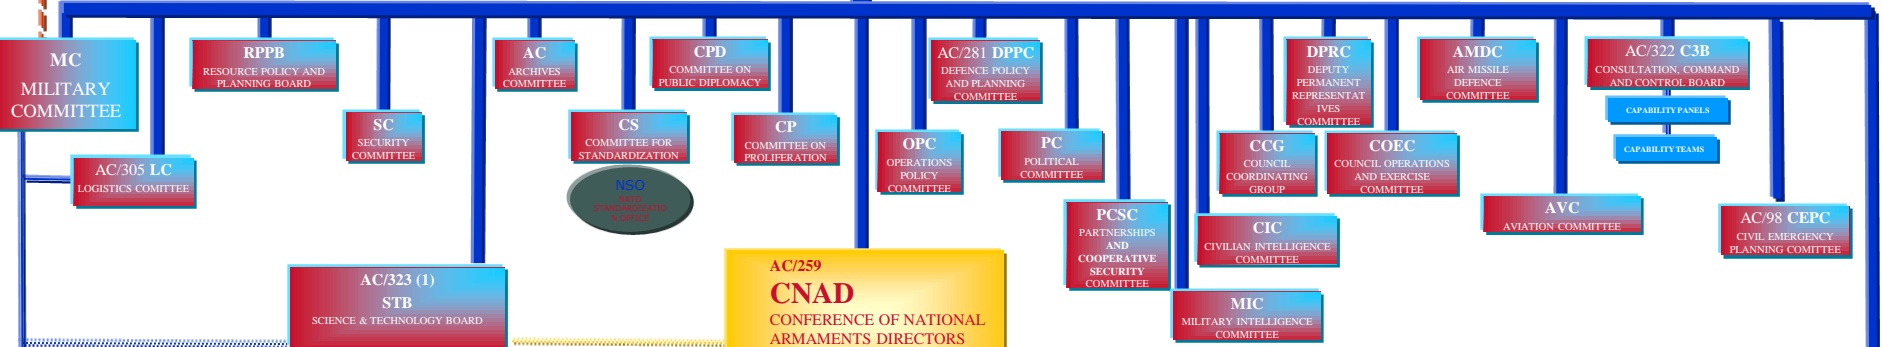 MC
MILITARY
COMMITTEE
AC/305 LC
LOGISTICS COMITTEE
RPPB
RESOURCE POLICY AND
PLANNING BOARD
SC
SECURITY
COMMITTEE
AC/323 (1)
STB
SCIENCE & TECHNOLOGY BOARD
AC
ARCHIVES
COMMITTEE
CS
COMMITTEE FOR
STANDARDIZATION
NSO
CPD
COMMITTEE ON
PUBLIC DIPLOMACY
CP
COMMITTEE ON
PROLIFERATION
AC/259
CNAD
CONFERENCE OF NATIONAL
ARMAMENTS DIRECTORS
OPC
OPERATIONS
POLICY
COMMITTEE
AC/281 DPPC
DEFENCE POLICY
AND PLANNING
COMMITTEE
PC
POLITICAL
COMMITTEE
PCSC
PARTNERSHIPS
AND
COOPERATIVE
SECURITY
COMMITTEE
MIC
MILITARY INTELLIGENCE
COMMITTEE
CIC
CIVILIAN INTELLIGENCE
COMMITTEE
CCG
COUNCIL
COORDINATING
GROUP
DPRC
DEPUTY
PERMANENT
REPRESENTAT
IVES
COMMITTEE
COEC
COUNCIL OPERATIONS
AND EXERCISE
COMMITTEE
AMDC
AIR MISSILE
DEFENCE
COMMITTEE
AVC
AVIATION COMMITTEE
AC/322 C3B
CONSULTATION, COMMAND
AND CONTROL BOARD
CAPABILITY PANELS
CAPABILITY TEAMS
AC/98 CEPC
CIVIL EMERGENCY
PLANNING COMITTEE